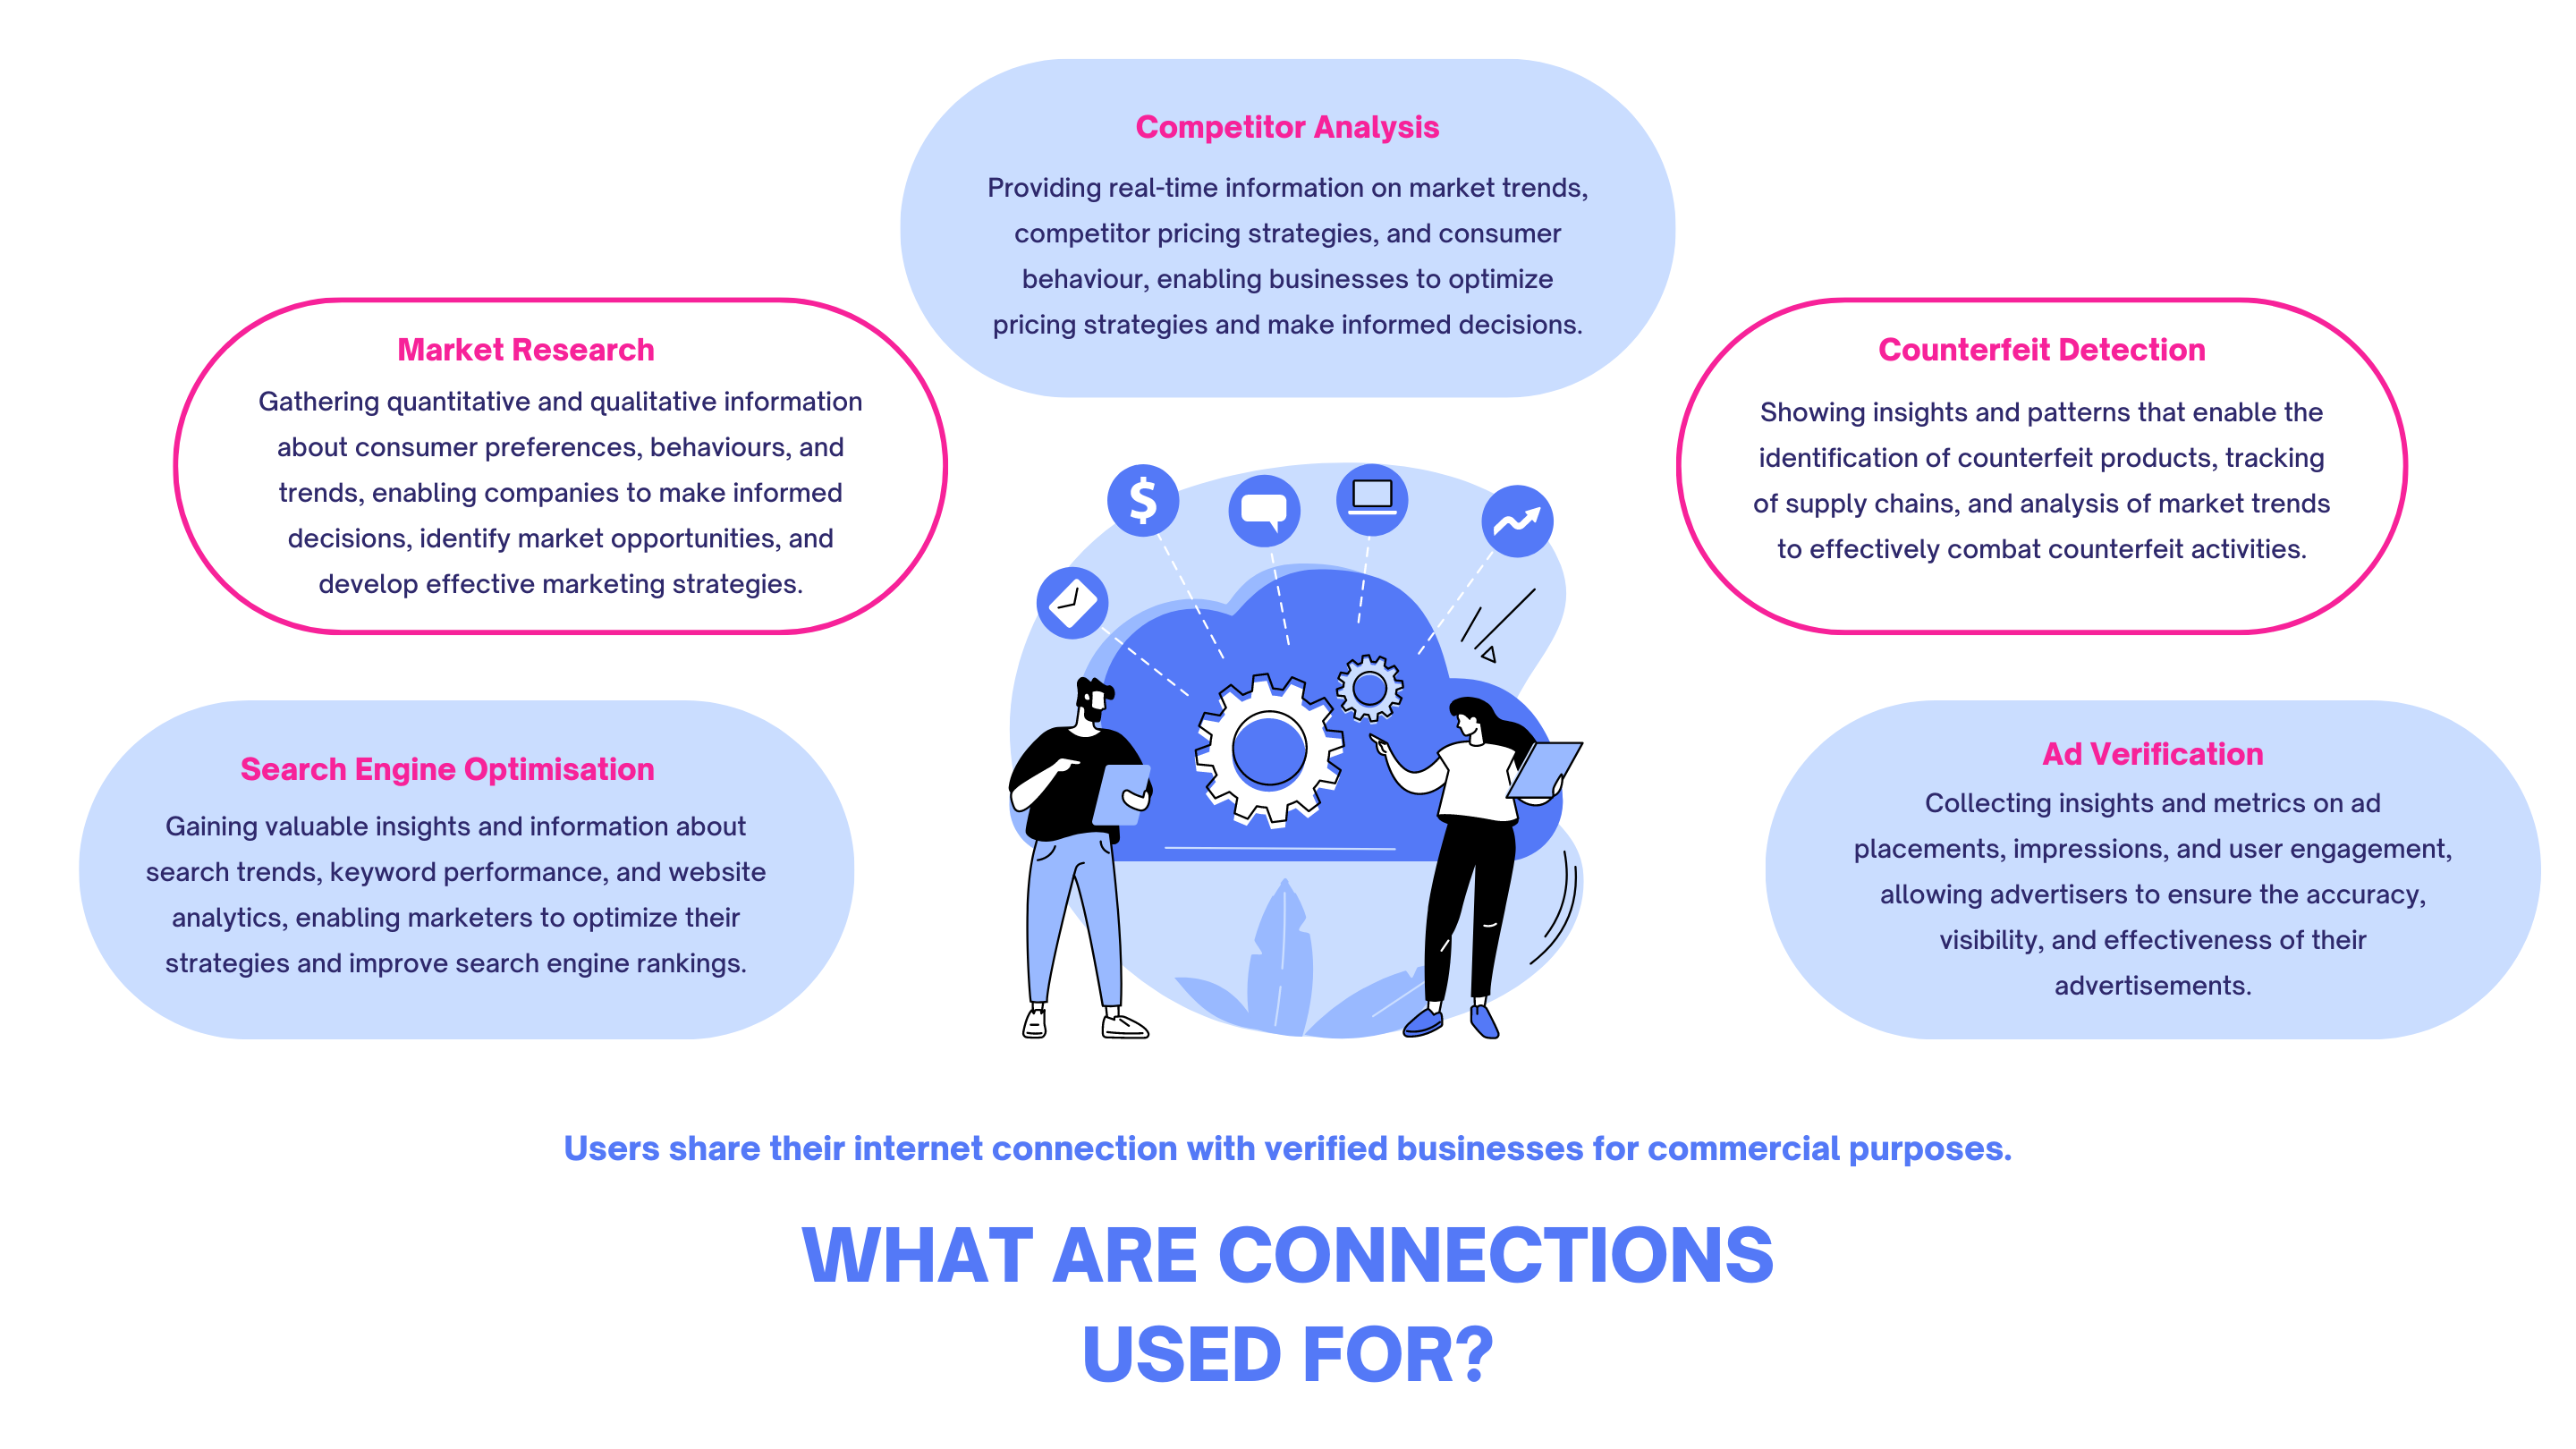 Competitor Analysis
Providing real-time information on market trends,
competitor pricing strategies, and consumer
behaviour, enabling businesses to optimize
pricing strategies and make informed decisions.
Market Research
Gathering quantitative and qualitative information
about consumer preferences, behaviours, and
trends, enabling companies to make informed
decisions, identify market opportunities, and
develop effective marketing strategies.
Counterfeit Detection
Showing insights and patterns that enable the
identification of counterfeit products, tracking
of supply chains, and analysis of market trends
to effectively combat counterfeit activities.
$
Search Engine Optimisation
Gaining valuable insights and information about
search trends, keyword performance, and website
analytics, enabling marketers to optimize their
strategies and improve search engine rankings.
Ad Verification
Collecting insights and metrics on ad
placements, impressions, and user engagement,
allowing advertisers to ensure the accuracy,
visibility, and effectiveness of their
advertisements.
Users share their internet connection with verified businesses for commercial purposes.
WHAT ARE CONNECTIONS
USED FOR?